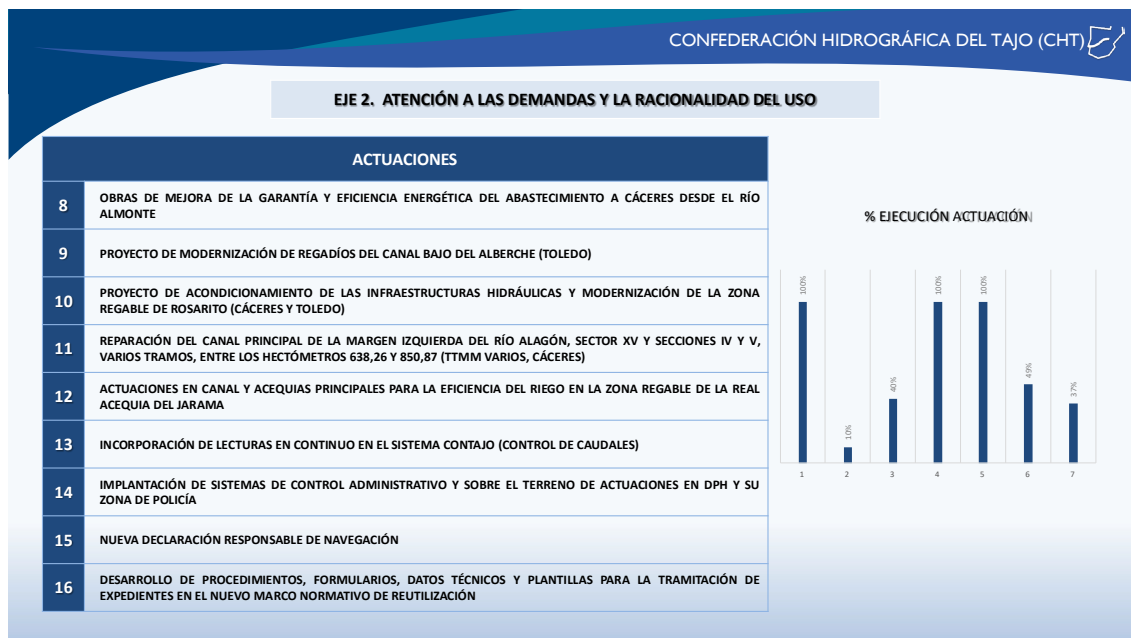 CONFEDERACIÓN HIDROGRÁFICA DEL TAJO (CHT)
EJE 2. ATENCIÓN A LAS DEMANDAS Y LA RACIONALIDAD DEL USO
ACTUACIONES
8
OBRAS DE MEJORA DE LA GARANTÍA Y EFICIENCIA ENERGÉTICA DEL ABASTECIMIENTO A CÁCERES DESDE EL RÍO
ALMONTE
9
PROYECTO DE MODERNIZACIÓN DE REGADÍOS DEL CANAL BAJO DEL ALBERCHE (TOLEDO)
10
PROYECTO DE ACONDICIONAMIENTO DE LAS INFRAESTRUCTURAS HIDRÁULICAS Y MODERNIZACIÓN DE LA ZONA
REGABLE DE ROSARITO (CÁCERES Y TOLEDO)
11
REPARACIÓN DEL CANAL PRINCIPAL DE LA MARGEN IZQUIERDA DEL RÍO ALAGÓN, SECTOR XV Y SECCIONES IV Y V,
VARIOS TRAMOS, ENTRE LOS HECTÓMETROS 638,26 Y 850,87 (TTMM VARIOS, CÁCERES)
12
ACTUACIONES EN CANAL Y ACEQUIAS PRINCIPALES PARA LA EFICIENCIA DEL RIEGO EN LA ZONA REGABLE DE LA REAL
ACEQUIA DEL JARAMA
13
INCORPORACIÓN DE LECTURAS EN CONTINUO EN EL SISTEMA CONTAJO (CONTROL DE CAUDALES)
14
IMPLANTACIÓN DE SISTEMAS DE CONTROL ADMINISTRATIVO Y SOBRE EL TERRENO DE ACTUACIONES EN DPH Y SU
ZONA DE POLICÍA
15
NUEVA DECLARACIÓN RESPONSABLE DE NAVEGACIÓN
16
DESARROLLO DE PROCEDIMIENTOS, FORMULARIOS, DATOS TÉCNICOS Y PLANTILLAS PARA LA TRAMITACIÓN DE
EXPEDIENTES EN EL NUEVO MARCO NORMATIVO DE REUTILIZACIÓN
% EJECUCIÓN ACTUACIÓN
100%
10%
40%
100%
100%
49%
37%
1 2 3 4 5 6 7